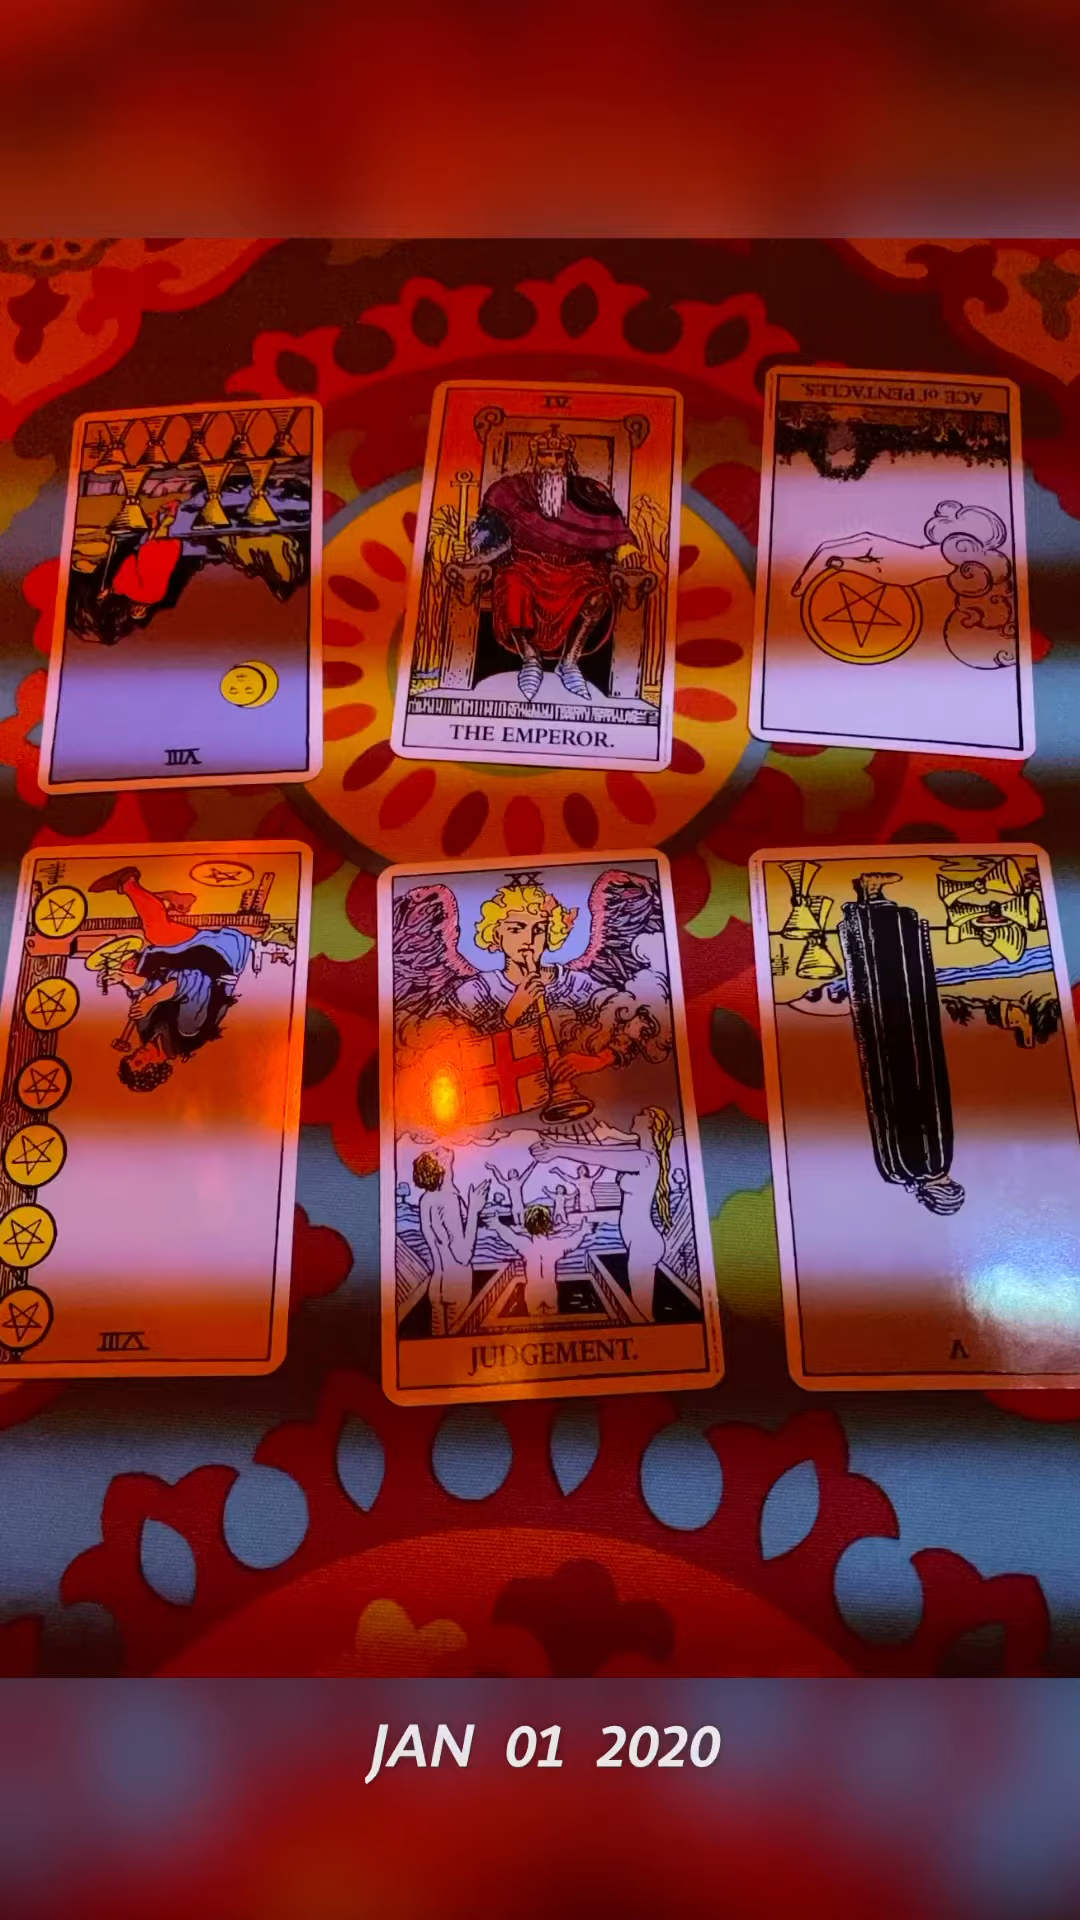 VIII
IV
THE EMPEROR.
ACE of PENTACLES.
VIII
XX
JUDGEMENT.
V
JAN 01 2020